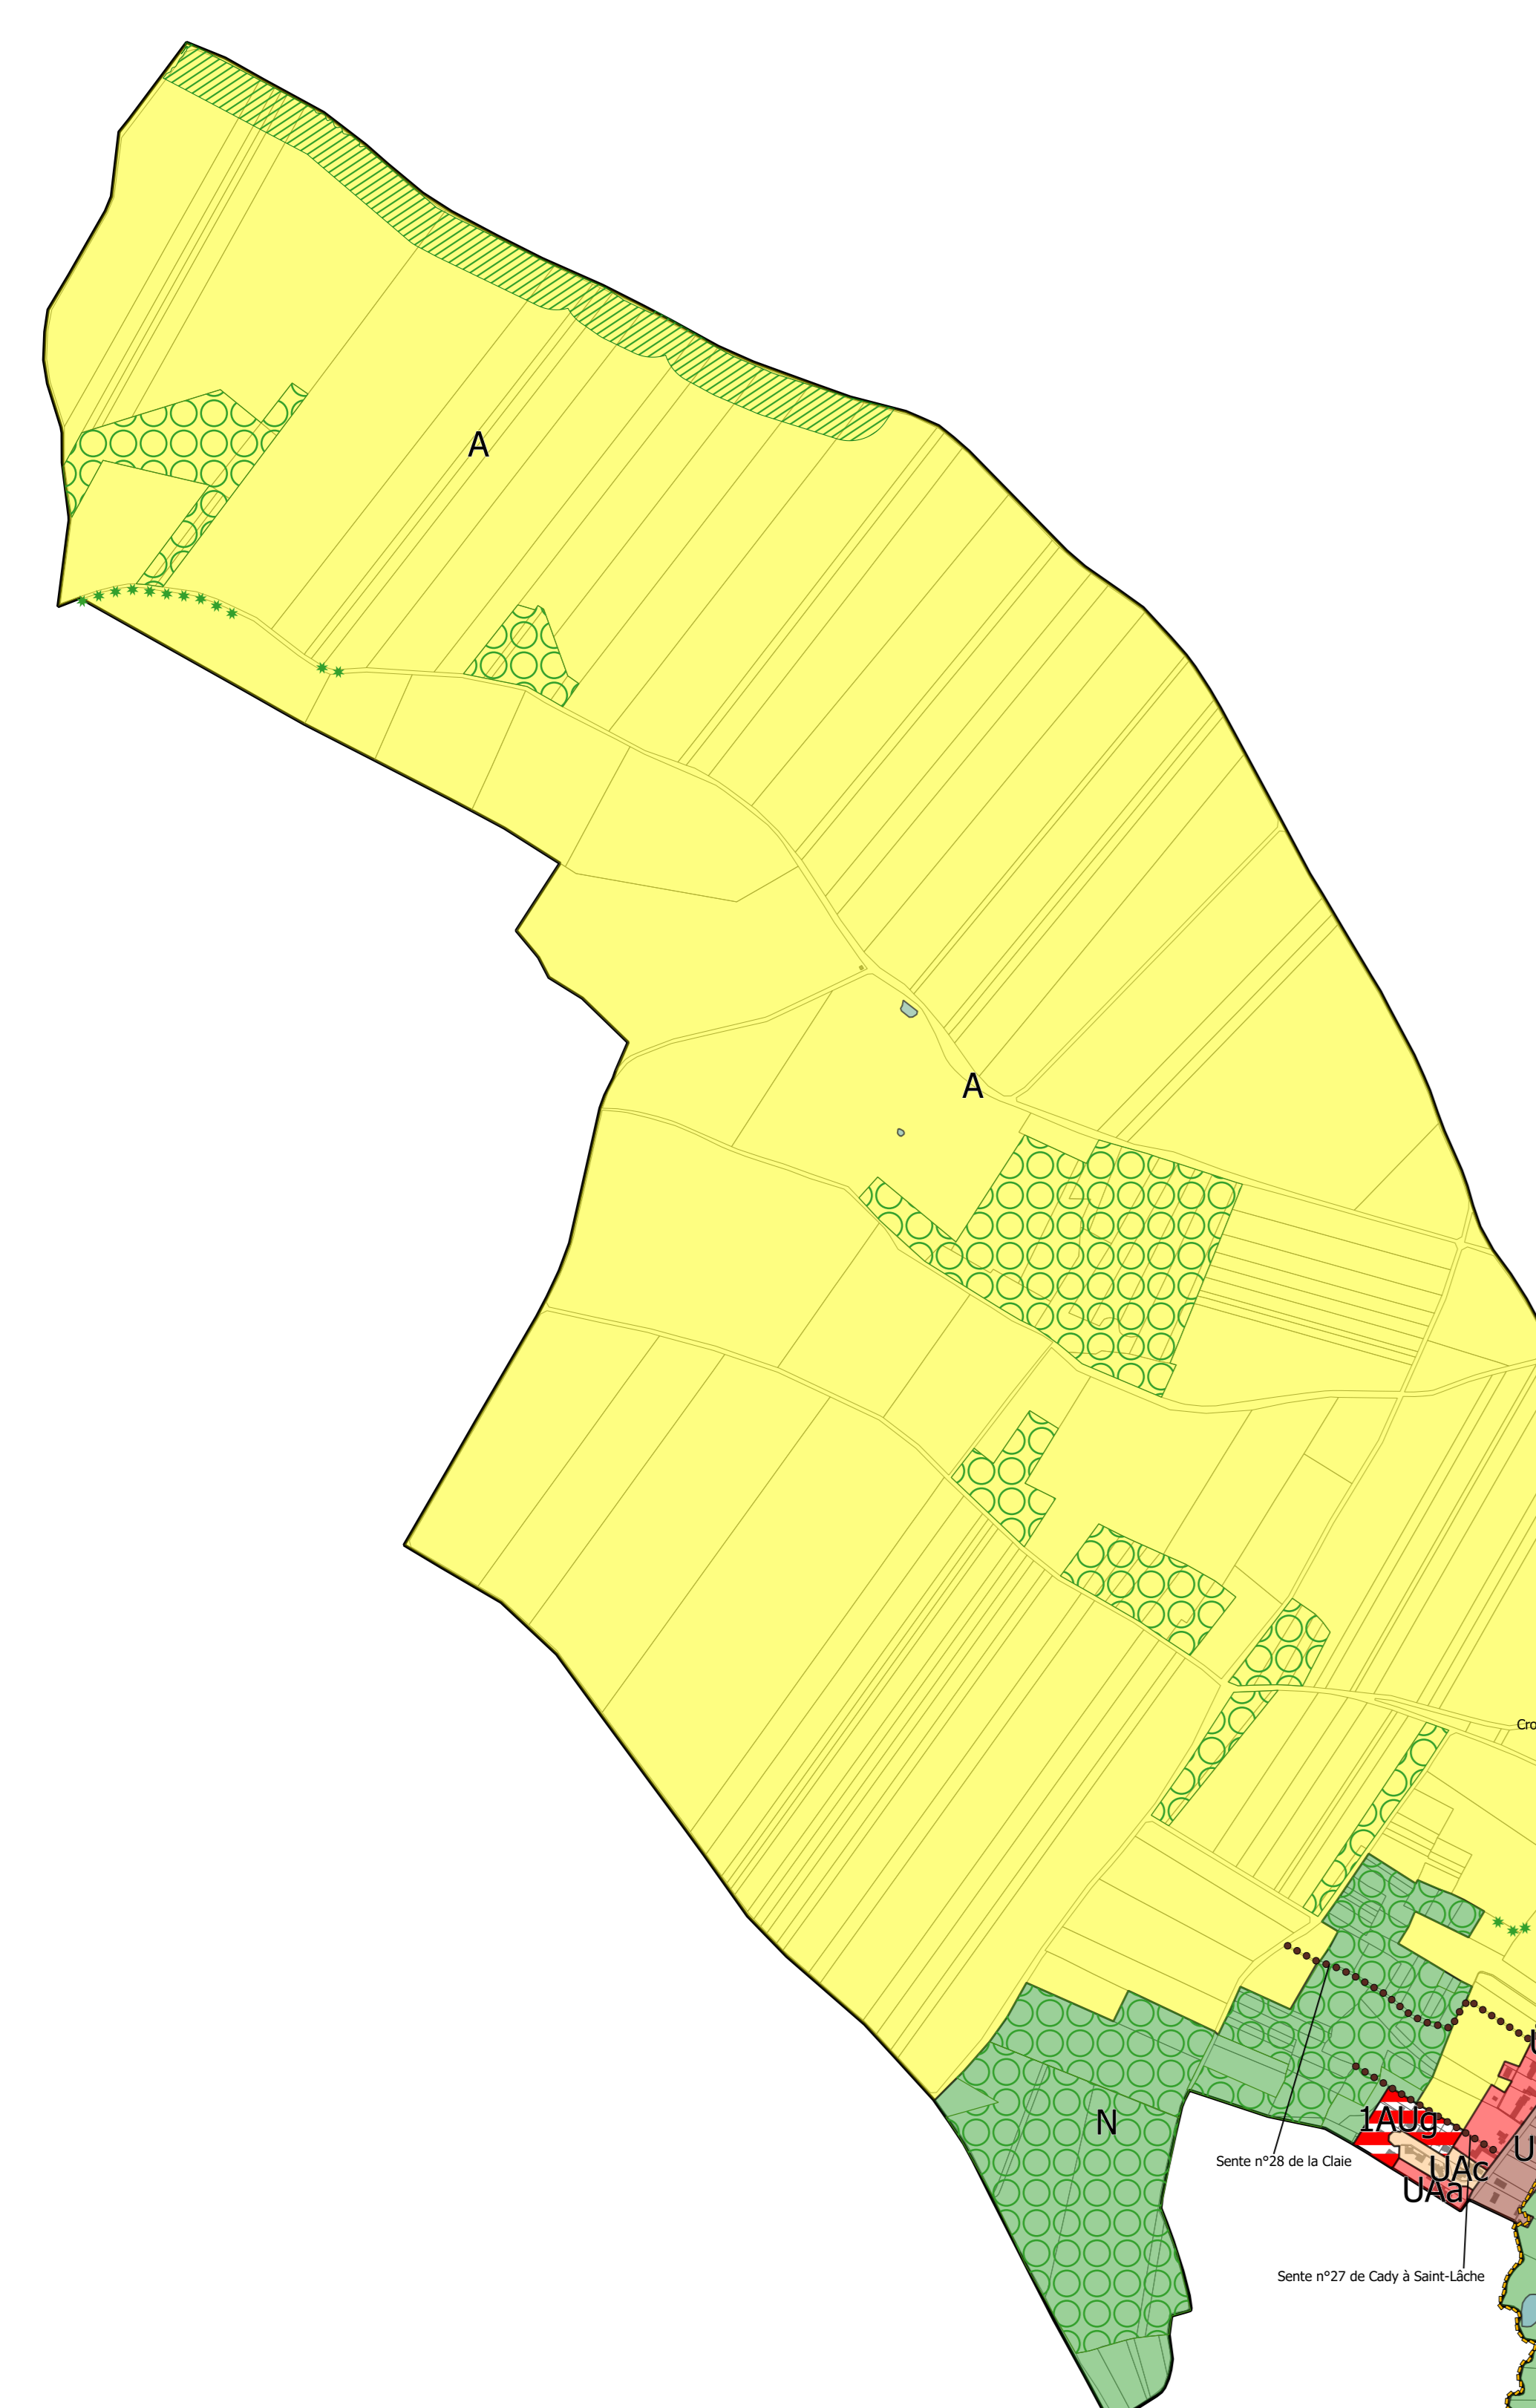 A
A
Cro
N
1AUg
UAc
UAa
Sente n°28 de la Claie
Sente n°27 de Cady à Saint-Lâche